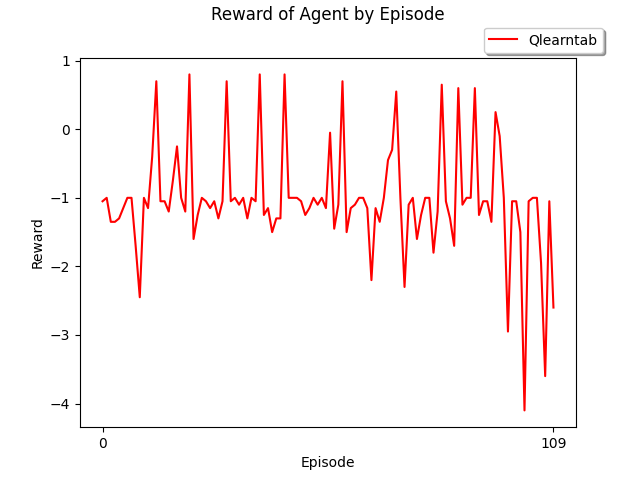 Reward of Agent by Episode
Qlearntab
1
0
−1
−2
−3
−4
Reward
0
109
Episode